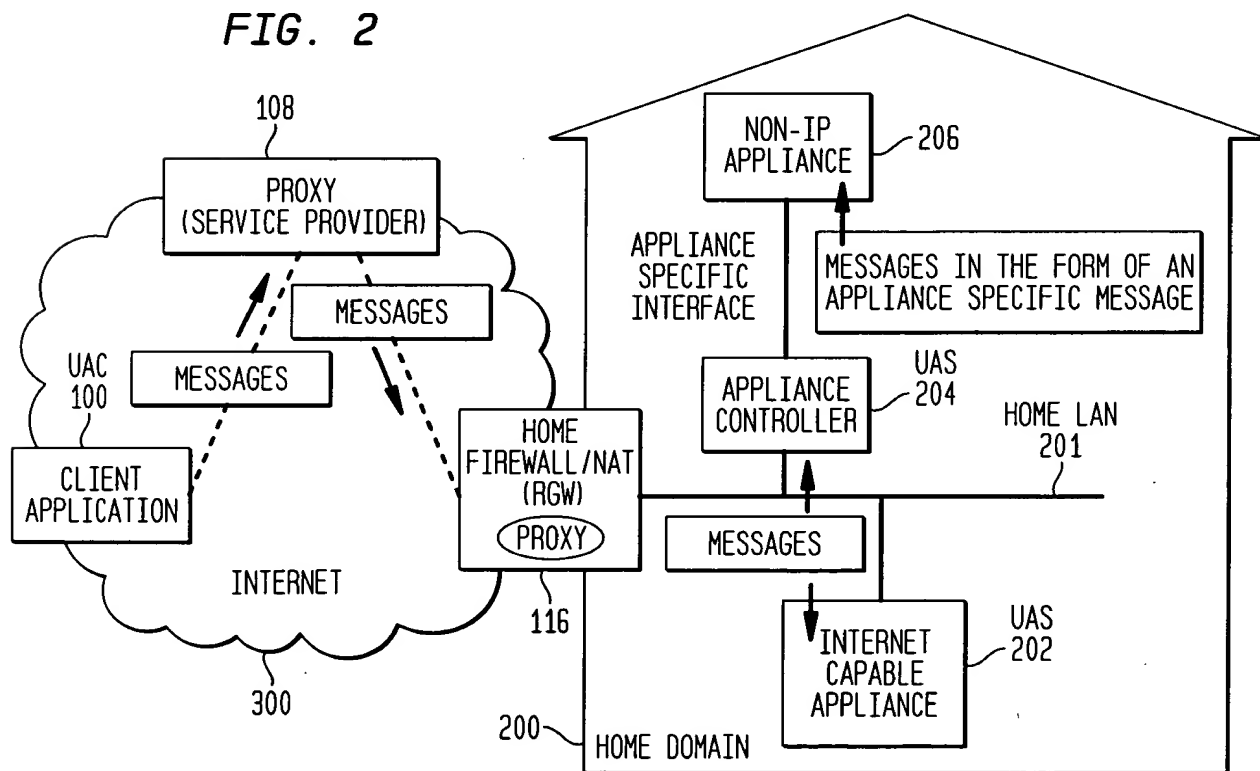 FIG. 2
108
PROXY
(SERVICE PROVIDER)
MESSAGES
MESSAGES
UAC
100
CLIENT
APPLICATION
INTERNET
300
HOME
FIREWALL/NAT
(RGW)
PROXY
116
NON-IP
APPLIANCE
206
APPLIANCE
SPECIFIC
INTERFACE
MESSAGES IN THE FORM OF AN
APPLIANCE SPECIFIC MESSAGE
APPLIANCE
CONTROLLER
UAS
204
HOME LAN
201
MESSAGES
INTERNET
CAPABLE
APPLIANCE
UAS
202
200
HOME DOMAIN